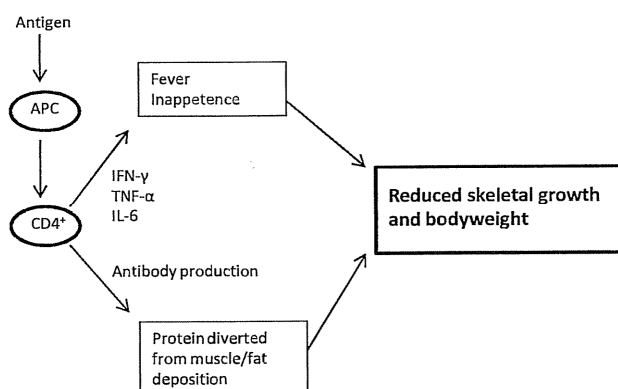 Antigen
APC
CD4⁺
Fever
Inappetence
IFN-γ
TNF-α
IL-6
Antibody production
Protein diverted
from muscle/fat
deposition
Reduced skeletal growth
and bodyweight